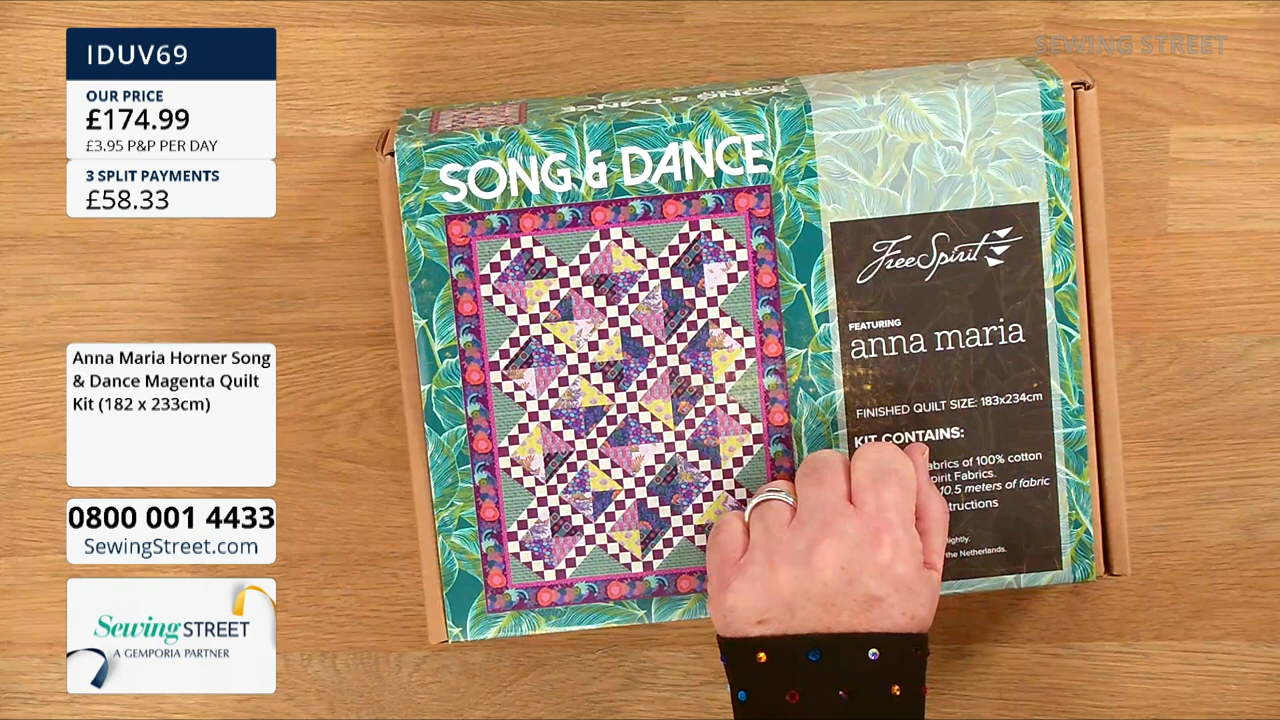 IDUV69
OUR PRICE
£174.99
£3.95 P&P PER DAY
3 SPLIT PAYMENTS
£58.33
Anna Maria Horner Song
& Dance Magenta Quilt
Kit (182 x 233cm)
0800 001 4433
SewingStreet.com
Sewing STREET
A GEMPORIA PARTNER
SEWING STREET
SONG & DANCE
SONG & DANCE
FreeSpirit
FEATURING
anna maria
FINISHED QUILT SIZE: 183x234cm
KIT CONTAINS:
abrics of 100% cotton
pirit Fabrics.
10.5 meters of fabric
tructions
lightly.
the Netherlands.